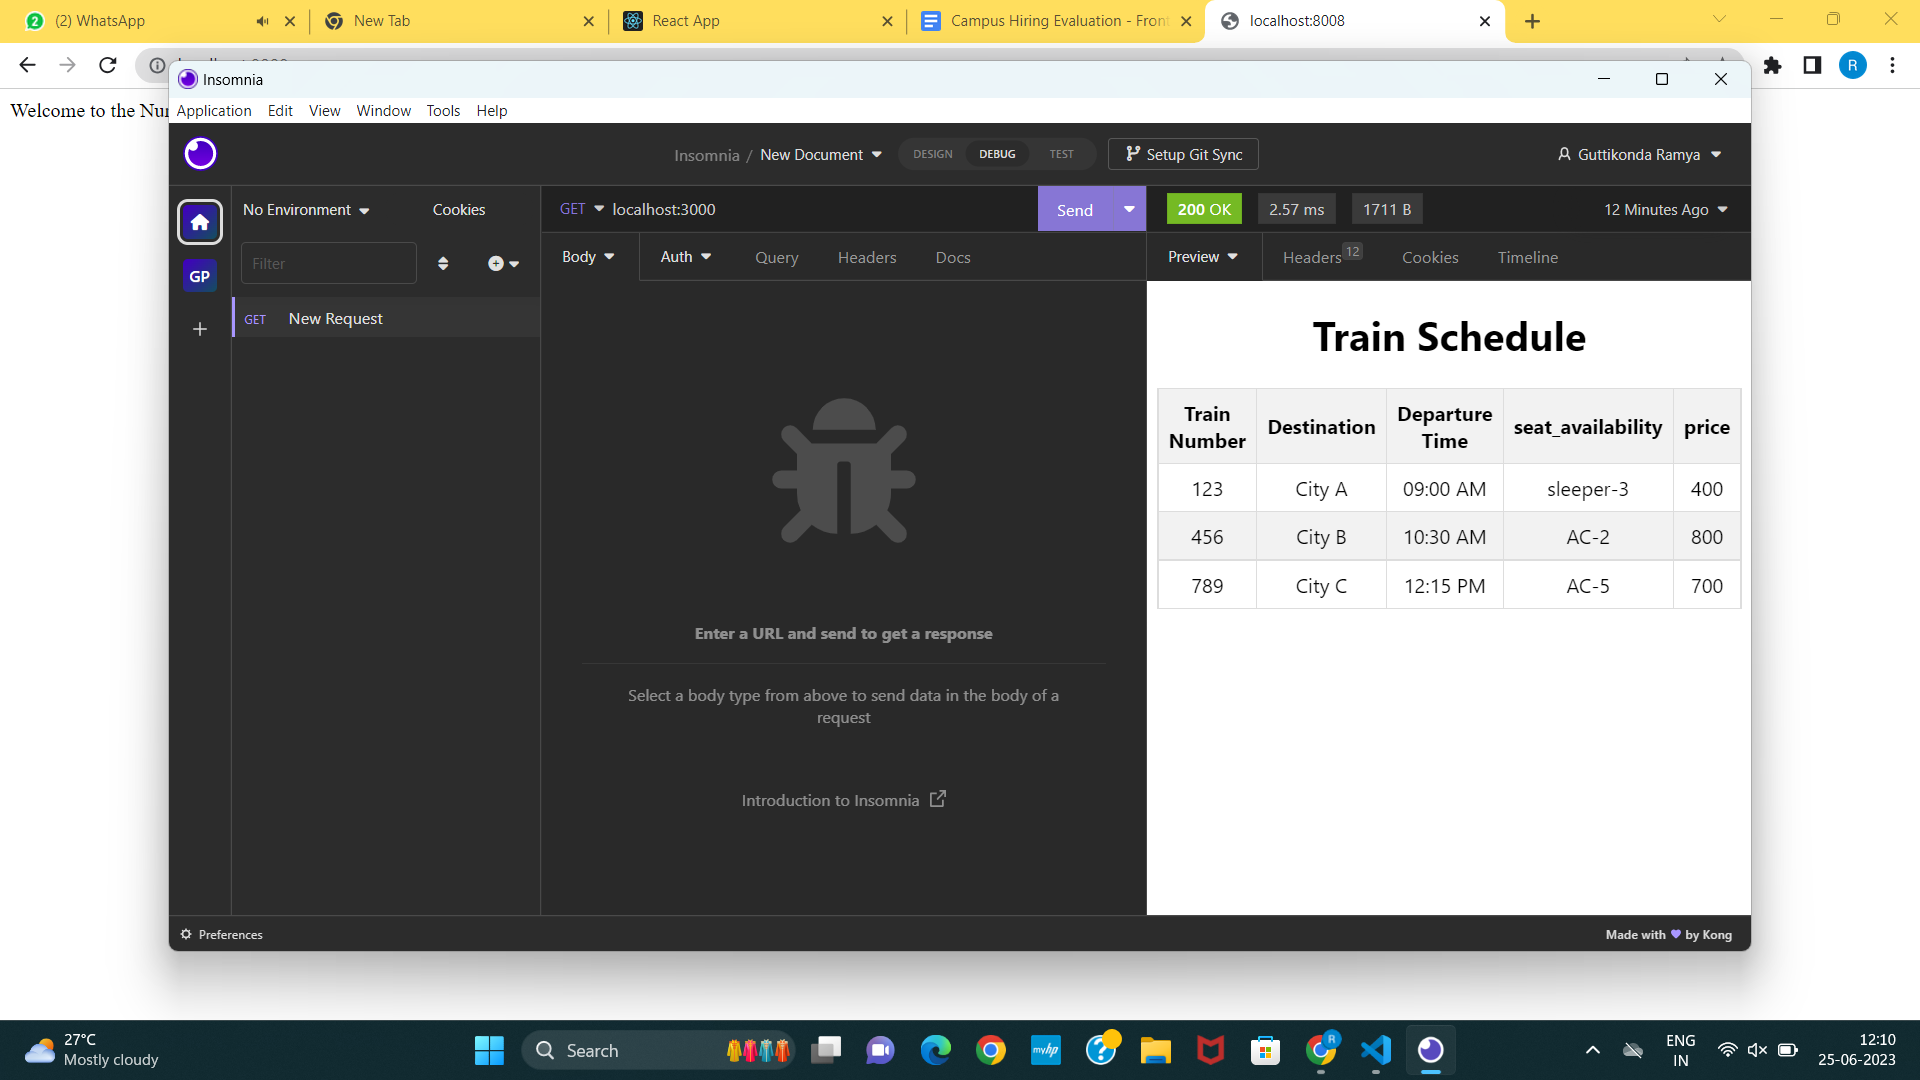 (2) WhatsApp
New Tab
React App
Campus Hiring Evaluation - Fron
localhost:8008
R
Welcome to the Nu
Insomnia
Application Edit View Window Tools Help
Insomnia / New Document
DESIGN DEBUG TEST
Setup Git Sync
Guttikonda Ramya
GP
No Environment
Cookies
Filter
GET New Request
GET localhost:3000
Send
200 OK
2.57 ms
1711 B
12 Minutes Ago
Body
Auth
Query
Headers
Docs
Preview
Headers 12
Cookies
Timeline
Enter a URL and send to get a response
Select a body type from above to send data in the body of a
request
Introduction to Insomnia
Train Schedule
Train Number Destination Departure Time seat_availability price
123 City A 09:00 AM sleeper-3 400
456 City B 10:30 AM AC-2 800
789 City C 12:15 PM AC-5 700
Preferences
Made with by Kong
27°C
Mostly cloudy
Search
myhp
R
ENG
IN
12:10
25-06-2023